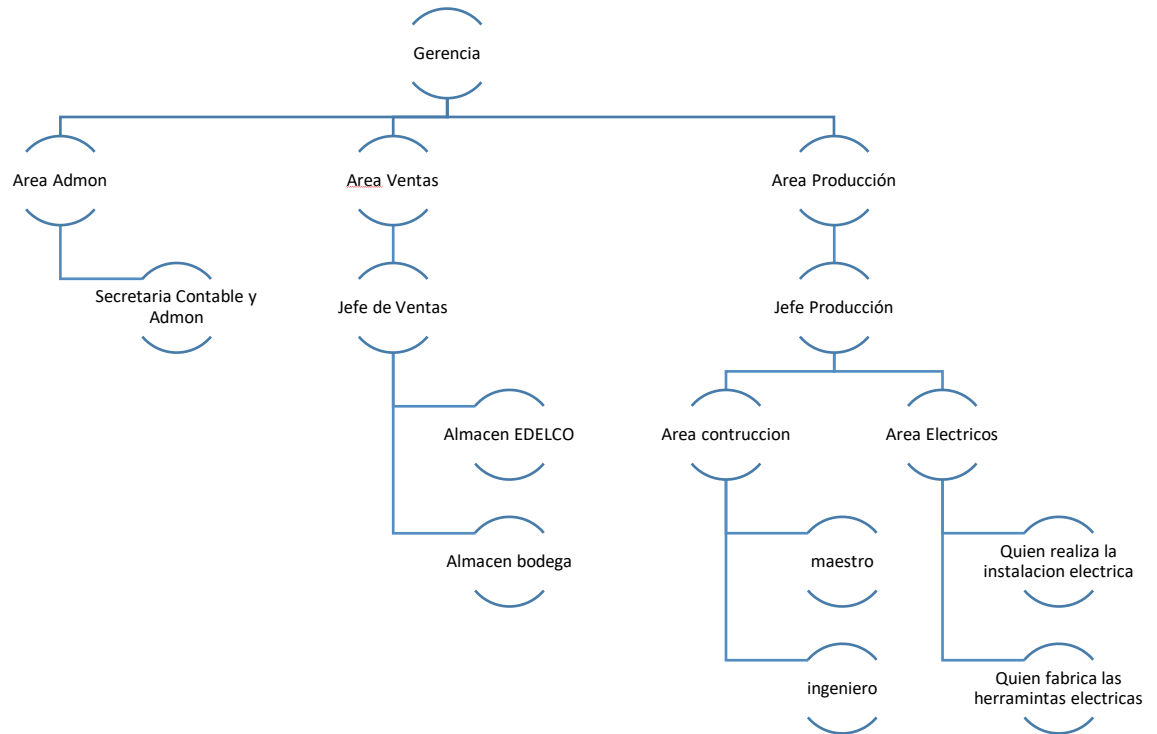 Gerencia
Area Admon
Area Ventas
Area Producción
Secretaria Contable y
Admon
Jefe de Ventas
Jefe Producción
Almacen EDELCO
Area contruccion
Area Electricos
Almacen bodega
maestro
Quien realiza la
instalacion electrica
ingeniero
Quien fabrica las
herramintas electricas